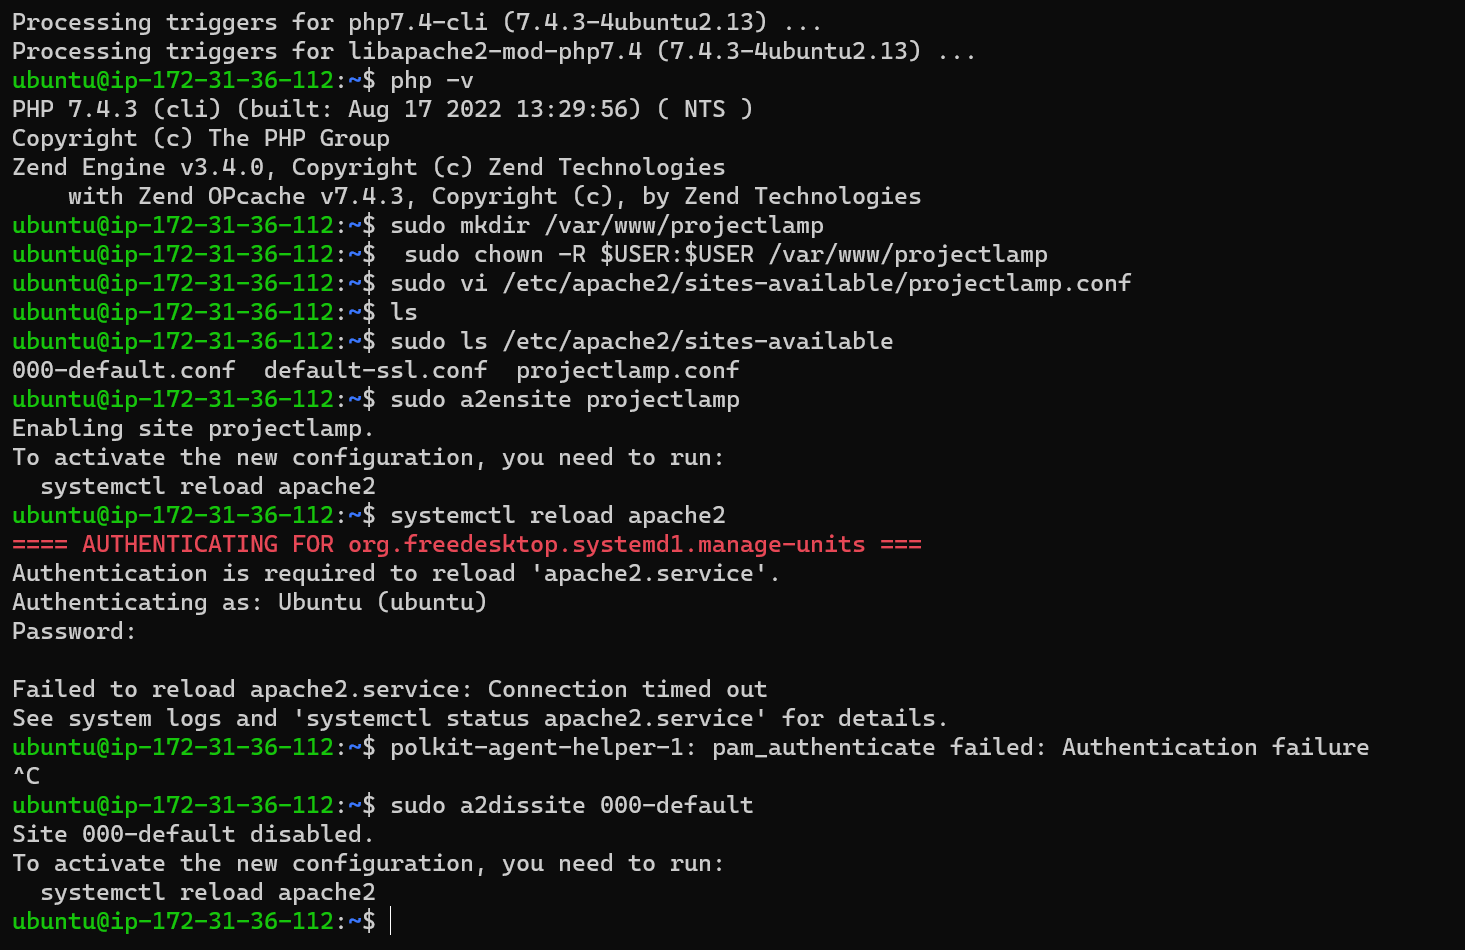 Processing triggers for php7.4-cli (7.4.3-4ubuntu2.13) ...
Processing triggers for libapache2-mod-php7.4 (7.4.3-4ubuntu2.13) ...
ubuntu@ip-172-31-36-112:~$ php -v
PHP 7.4.3 (cli) (built: Aug 17 2022 13:29:56) ( NTS )
Copyright (c) The PHP Group
Zend Engine v3.4.0, Copyright (c) Zend Technologies
    with Zend OPcache v7.4.3, Copyright (c), by Zend Technologies
ubuntu@ip-172-31-36-112:~$ sudo mkdir /var/www/projectlamp
ubuntu@ip-172-31-36-112:~$  sudo chown -R $USER:$USER /var/www/projectlamp
ubuntu@ip-172-31-36-112:~$ sudo vi /etc/apache2/sites-available/projectlamp.conf
ubuntu@ip-172-31-36-112:~$ ls
ubuntu@ip-172-31-36-112:~$ sudo ls /etc/apache2/sites-available
000-default.conf  default-ssl.conf  projectlamp.conf
ubuntu@ip-172-31-36-112:~$ sudo a2ensite projectlamp
Enabling site projectlamp.
To activate the new configuration, you need to run:
  systemctl reload apache2
ubuntu@ip-172-31-36-112:~$ systemctl reload apache2
==== AUTHENTICATING FOR org.freedesktop.systemd1.manage-units ===
Authentication is required to reload 'apache2.service'.
Authenticating as: Ubuntu (ubuntu)
Password:
Failed to reload apache2.service: Connection timed out
See system logs and 'systemctl status apache2.service' for details.
ubuntu@ip-172-31-36-112:~$ polkit-agent-helper-1: pam_authenticate failed: Authentication failure
^C
ubuntu@ip-172-31-36-112:~$ sudo a2dissite 000-default
Site 000-default disabled.
To activate the new configuration, you need to run:
  systemctl reload apache2
ubuntu@ip-172-31-36-112:~$